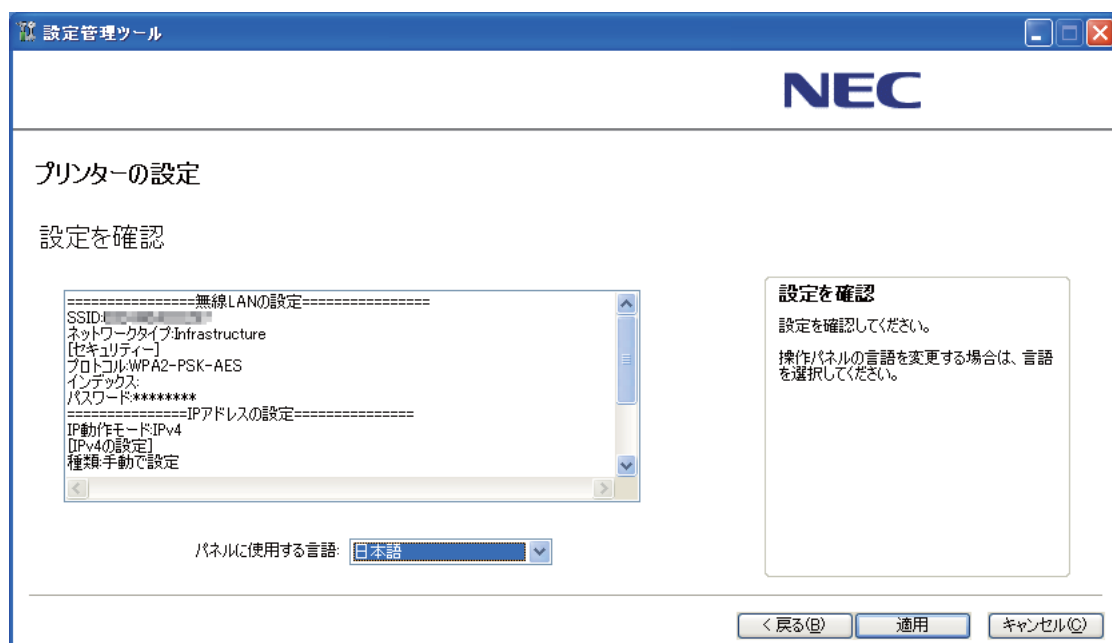 設定管理ツール
NEC
プリンターの設定
設定を確認
================無線LANの設定================
SSID:
ネットワークタイプ:Infrastructure
[セキュリティー]
プロトコル:WPA2-PSK-AES
インデックス:
パスワード:********
===============IPアドレスの設定===============
IP動作モード:IPv4
[IPv4の設定]
種類:手動で設定
パネルに使用する言語:
日本語
設定を確認
設定を確認してください。
操作パネルの言語を変更する場合は、言語
を選択してください。
< 戻る(B)
適用
キャンセル(C)